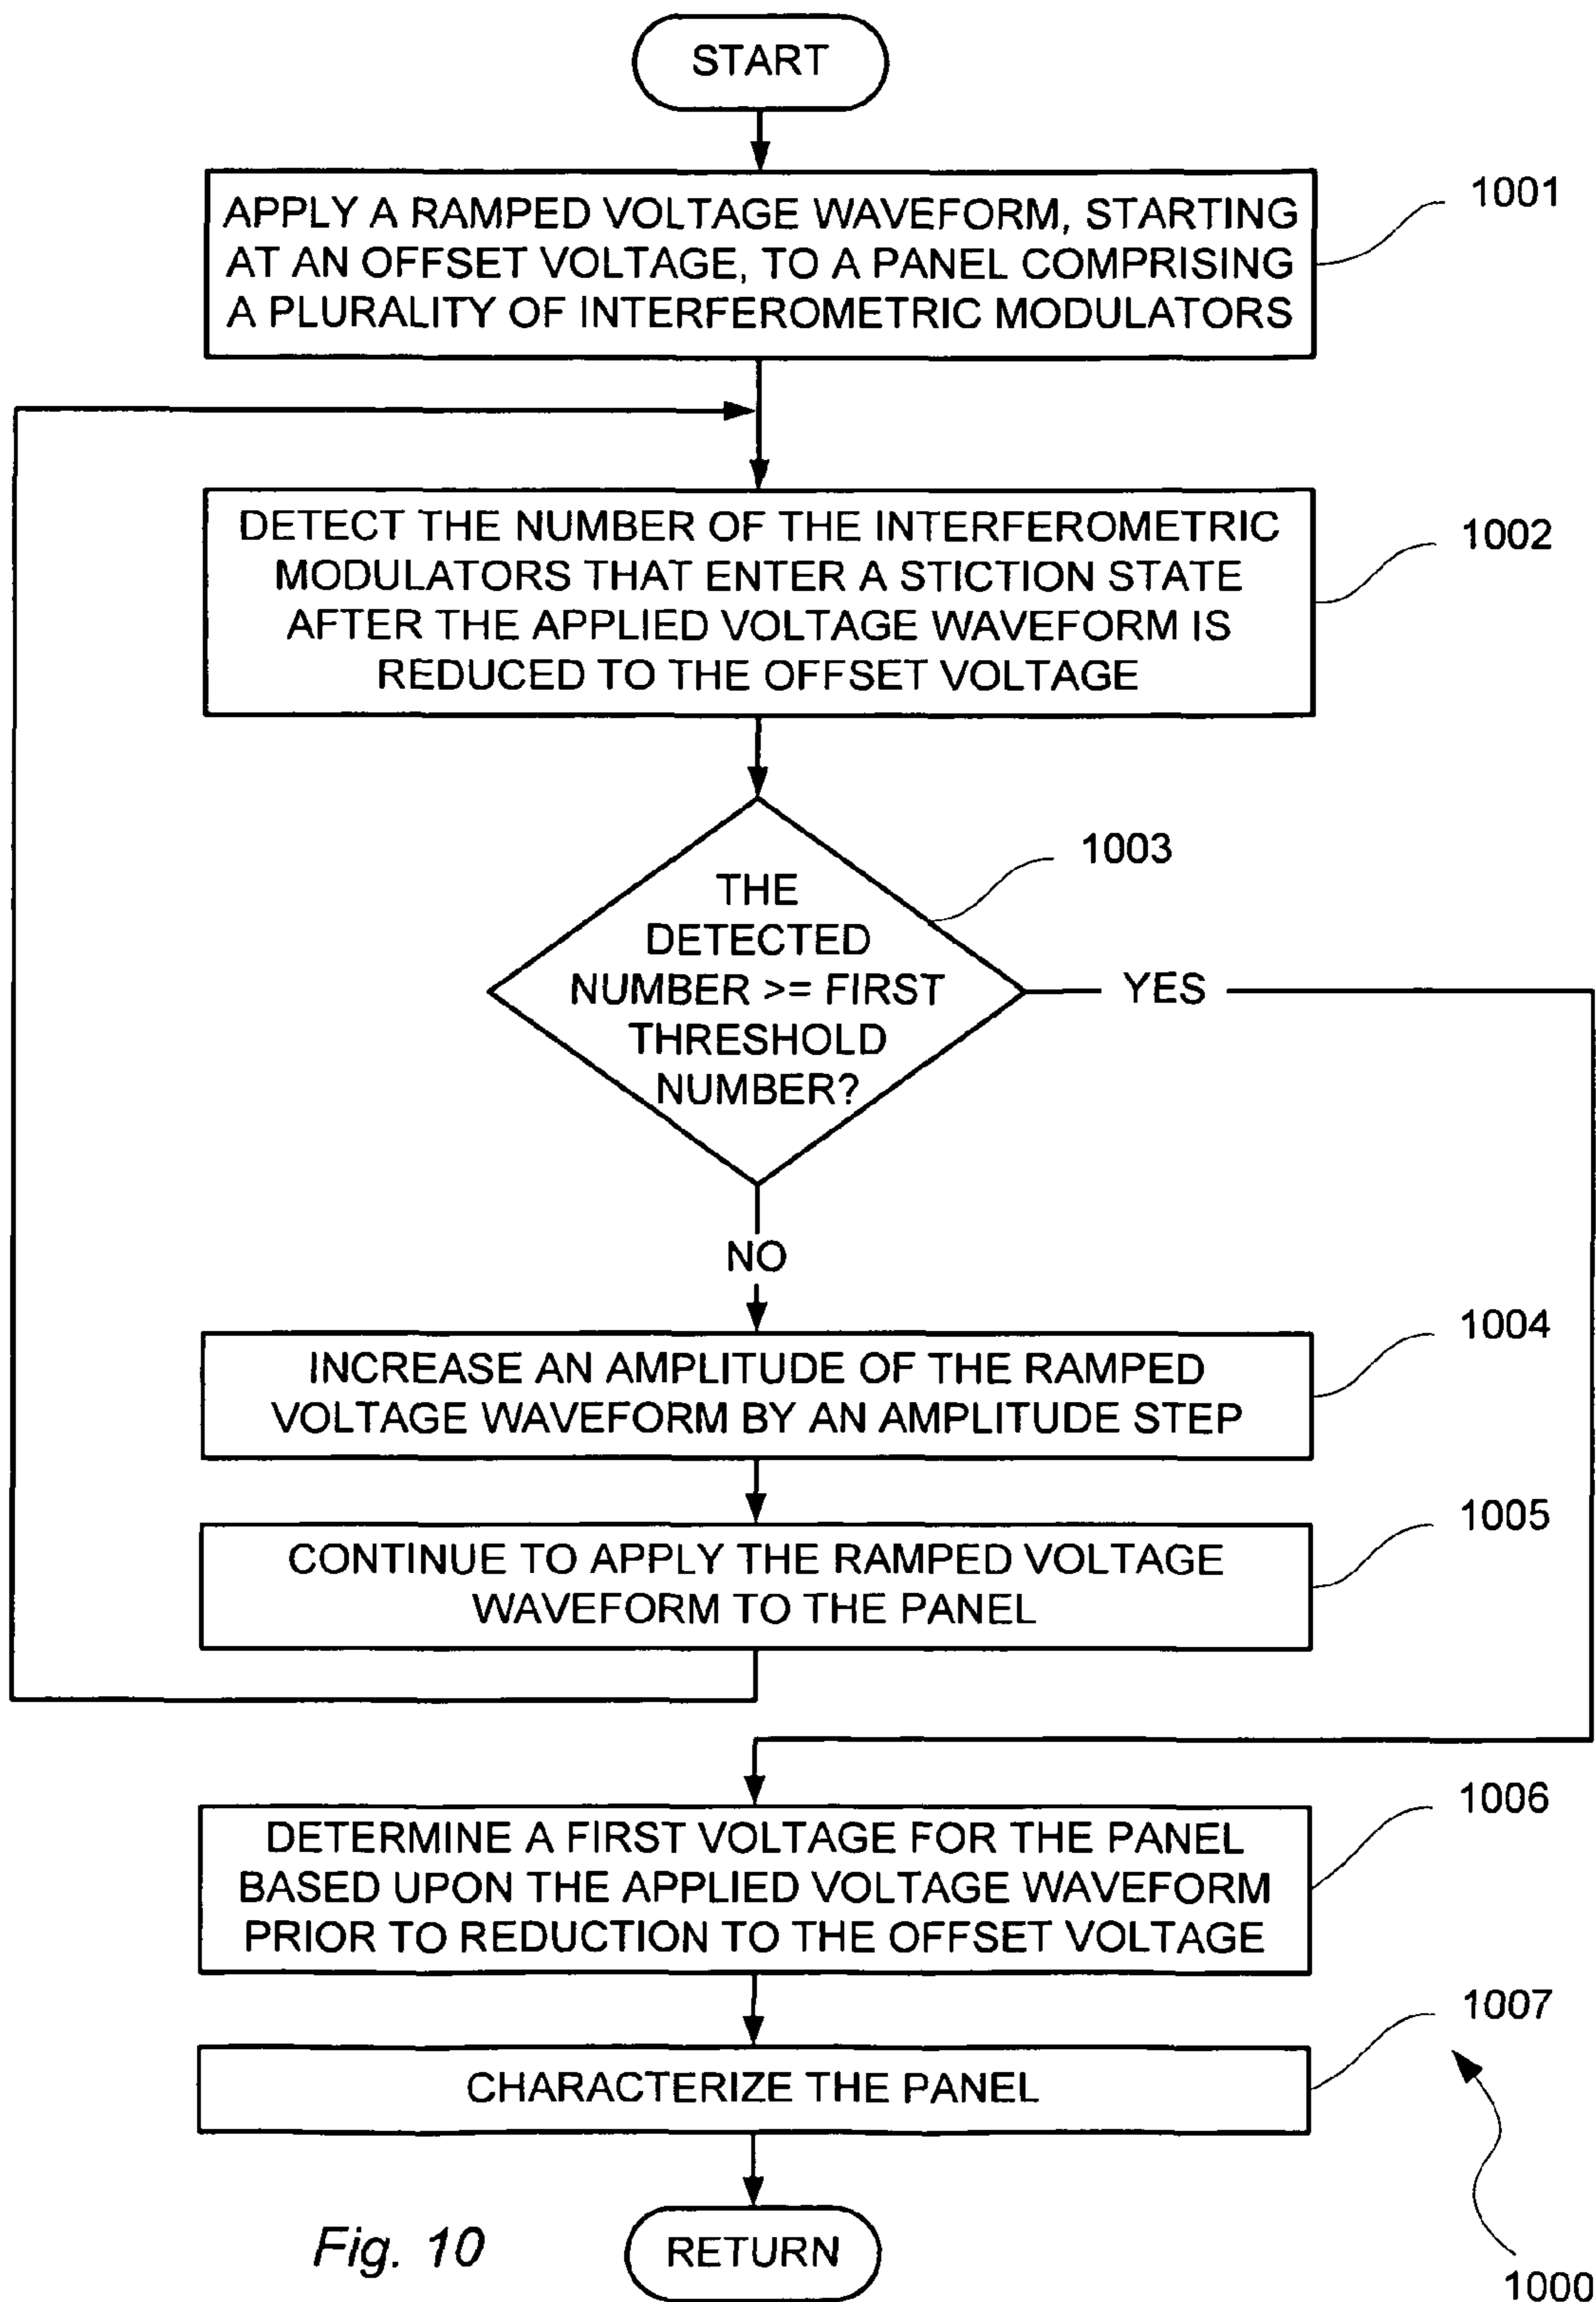 START
APPLY A RAMPED VOLTAGE WAVEFORM, STARTING
AT AN OFFSET VOLTAGE, TO A PANEL COMPRISING
A PLURALITY OF INTERFEROMETRIC MODULATORS
1001
DETECT THE NUMBER OF THE INTERFEROMETRIC
MODULATORS THAT ENTER A STICTION STATE
AFTER THE APPLIED VOLTAGE WAVEFORM IS
REDUCED TO THE OFFSET VOLTAGE
1002
THE
DETECTED
NUMBER >= FIRST
THRESHOLD
NUMBER?
1003
YES
NO
INCREASE AN AMPLITUDE OF THE RAMPED
VOLTAGE WAVEFORM BY AN AMPLITUDE STEP
1004
CONTINUE TO APPLY THE RAMPED VOLTAGE
WAVEFORM TO THE PANEL
1005
DETERMINE A FIRST VOLTAGE FOR THE PANEL
BASED UPON THE APPLIED VOLTAGE WAVEFORM
PRIOR TO REDUCTION TO THE OFFSET VOLTAGE
1006
CHARACTERIZE THE PANEL
1007
RETURN
Fig. 10
1000